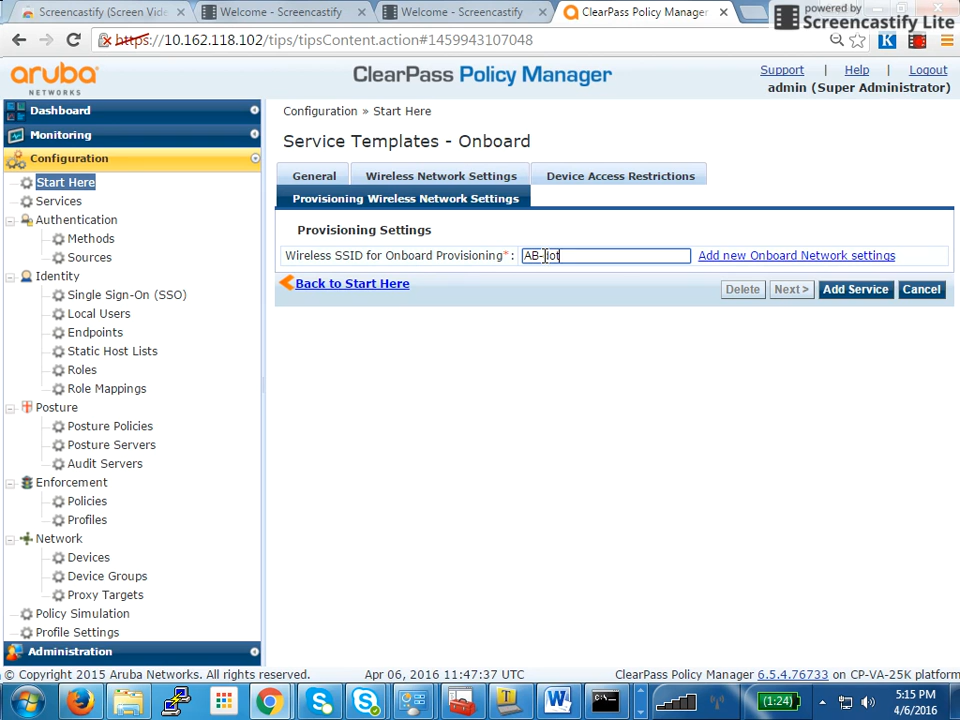 Screencastify (Screen Vide
Welcome - Screencastify
Welcome - Screencastify
ClearPass Policy Manager
powered by
Screencastify Lite
https://10.162.118.102/tips/tipsContent.action#1459943107048
aruba
NETWORKS
ClearPass Policy Manager
Support | Help | Logout
admin (Super Administrator)
Dashboard
Monitoring
Configuration
Start Here
Services
Authentication
Methods
Sources
Identity
Single Sign-On (SSO)
Local Users
Endpoints
Static Host Lists
Roles
Role Mappings
Posture
Posture Policies
Posture Servers
Audit Servers
Enforcement
Policies
Profiles
Network
Devices
Device Groups
Proxy Targets
Policy Simulation
Profile Settings
Administration
Configuration » Start Here
Service Templates - Onboard
General
Wireless Network Settings
Device Access Restrictions
Provisioning Wireless Network Settings
Provisioning Settings
Wireless SSID for Onboard Provisioning*:
Add new Onboard Network settings
Back to Start Here
Delete
Next >
Add Service
Cancel
© Copyright 2015 Aruba Networks. All rights reserved.
Apr 06, 2016 11:47:37 UTC
ClearPass Policy Manager 6.5.4.76733 on CP-VA-25K platform
(1:24)
5:15 PM
4/6/2016